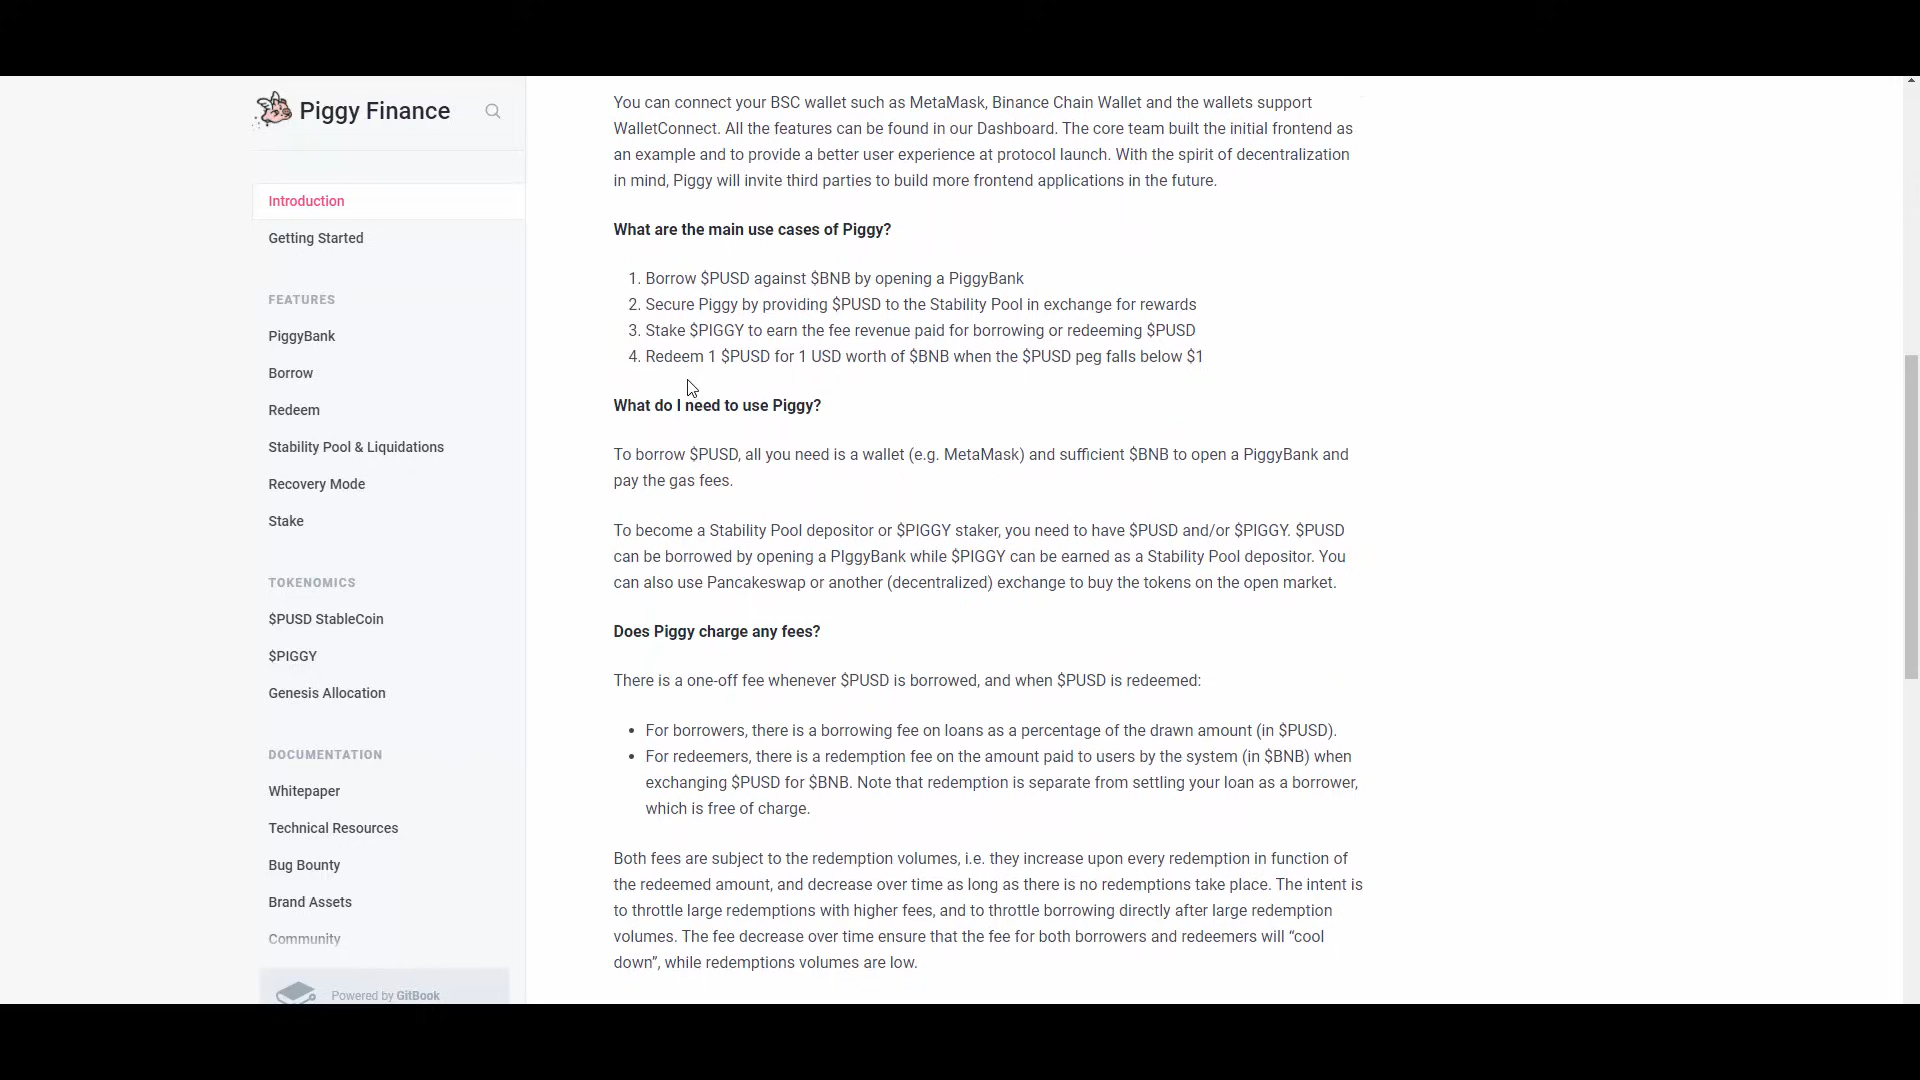 Piggy Finance
Introduction
Getting Started
FEATURES
PiggyBank
Borrow
Redeem
Stability Pool & Liquidations
Recovery Mode
Stake
TOKENOMICS
$PUSD StableCoin
$PIGGY
Genesis Allocation
DOCUMENTATION
Whitepaper
Technical Resources
Bug Bounty
Brand Assets
Community
Powered by GitBook
You can connect your BSC wallet such as MetaMask, Binance Chain Wallet and the wallets support
WalletConnect. All the features can be found in our Dashboard. The core team built the initial frontend as
an example and to provide a better user experience at protocol launch. With the spirit of decentralization
in mind, Piggy will invite third parties to build more frontend applications in the future.
What are the main use cases of Piggy?
1. Borrow $PUSD against $BNB by opening a PiggyBank
2. Secure Piggy by providing $PUSD to the Stability Pool in exchange for rewards
3. Stake $PIGGY to earn the fee revenue paid for borrowing or redeeming $PUSD
4. Redeem 1 $PUSD for 1 USD worth of $BNB when the $PUSD peg falls below $1
What do I need to use Piggy?
To borrow $PUSD, all you need is a wallet (e.g. MetaMask) and sufficient $BNB to open a PiggyBank and
pay the gas fees.
To become a Stability Pool depositor or $PIGGY staker, you need to have $PUSD and/or $PIGGY. $PUSD
can be borrowed by opening a PIggyBank while $PIGGY can be earned as a Stability Pool depositor. You
can also use Pancakeswap or another (decentralized) exchange to buy the tokens on the open market.
Does Piggy charge any fees?
There is a one-off fee whenever $PUSD is borrowed, and when $PUSD is redeemed:
• For borrowers, there is a borrowing fee on loans as a percentage of the drawn amount (in $PUSD).
• For redeemers, there is a redemption fee on the amount paid to users by the system (in $BNB) when
exchanging $PUSD for $BNB. Note that redemption is separate from settling your loan as a borrower,
which is free of charge.
Both fees are subject to the redemption volumes, i.e. they increase upon every redemption in function of
the redeemed amount, and decrease over time as long as there is no redemptions take place. The intent is
to throttle large redemptions with higher fees, and to throttle borrowing directly after large redemption
volumes. The fee decrease over time ensure that the fee for both borrowers and redeemers will “cool
down”, while redemptions volumes are low.